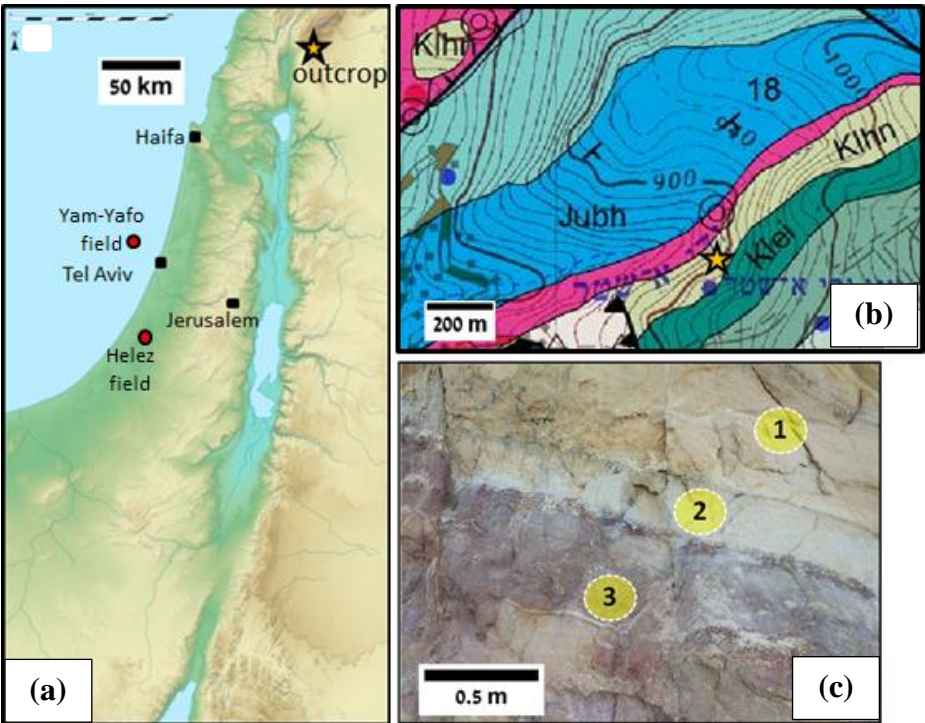 50 km
outcrop
Haifa
Yam-Yafo
field
Tel Aviv
Jerusalem
Helez
field
(a)
Klhn
18
1000
Klhn
900
Jubh
Klei
200 m
(b)
1
2
3
0.5 m
(c)